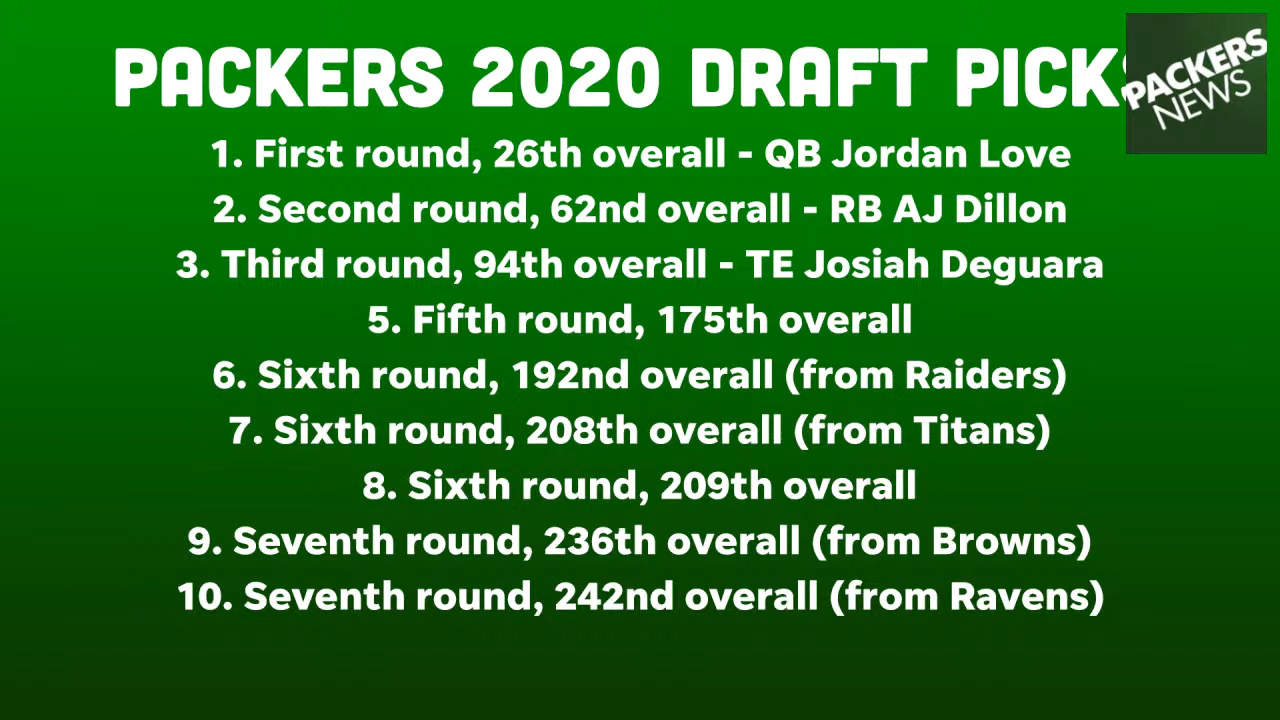 PACKERS 2020 DRAFT PICKS
PACKERS
NEWS
1. First round, 26th overall - QB Jordan Love
2. Second round, 62nd overall - RB AJ Dillon
3. Third round, 94th overall - TE Josiah Deguara
5. Fifth round, 175th overall
6. Sixth round, 192nd overall (from Raiders)
7. Sixth round, 208th overall (from Titans)
8. Sixth round, 209th overall
9. Seventh round, 236th overall (from Browns)
10. Seventh round, 242nd overall (from Ravens)